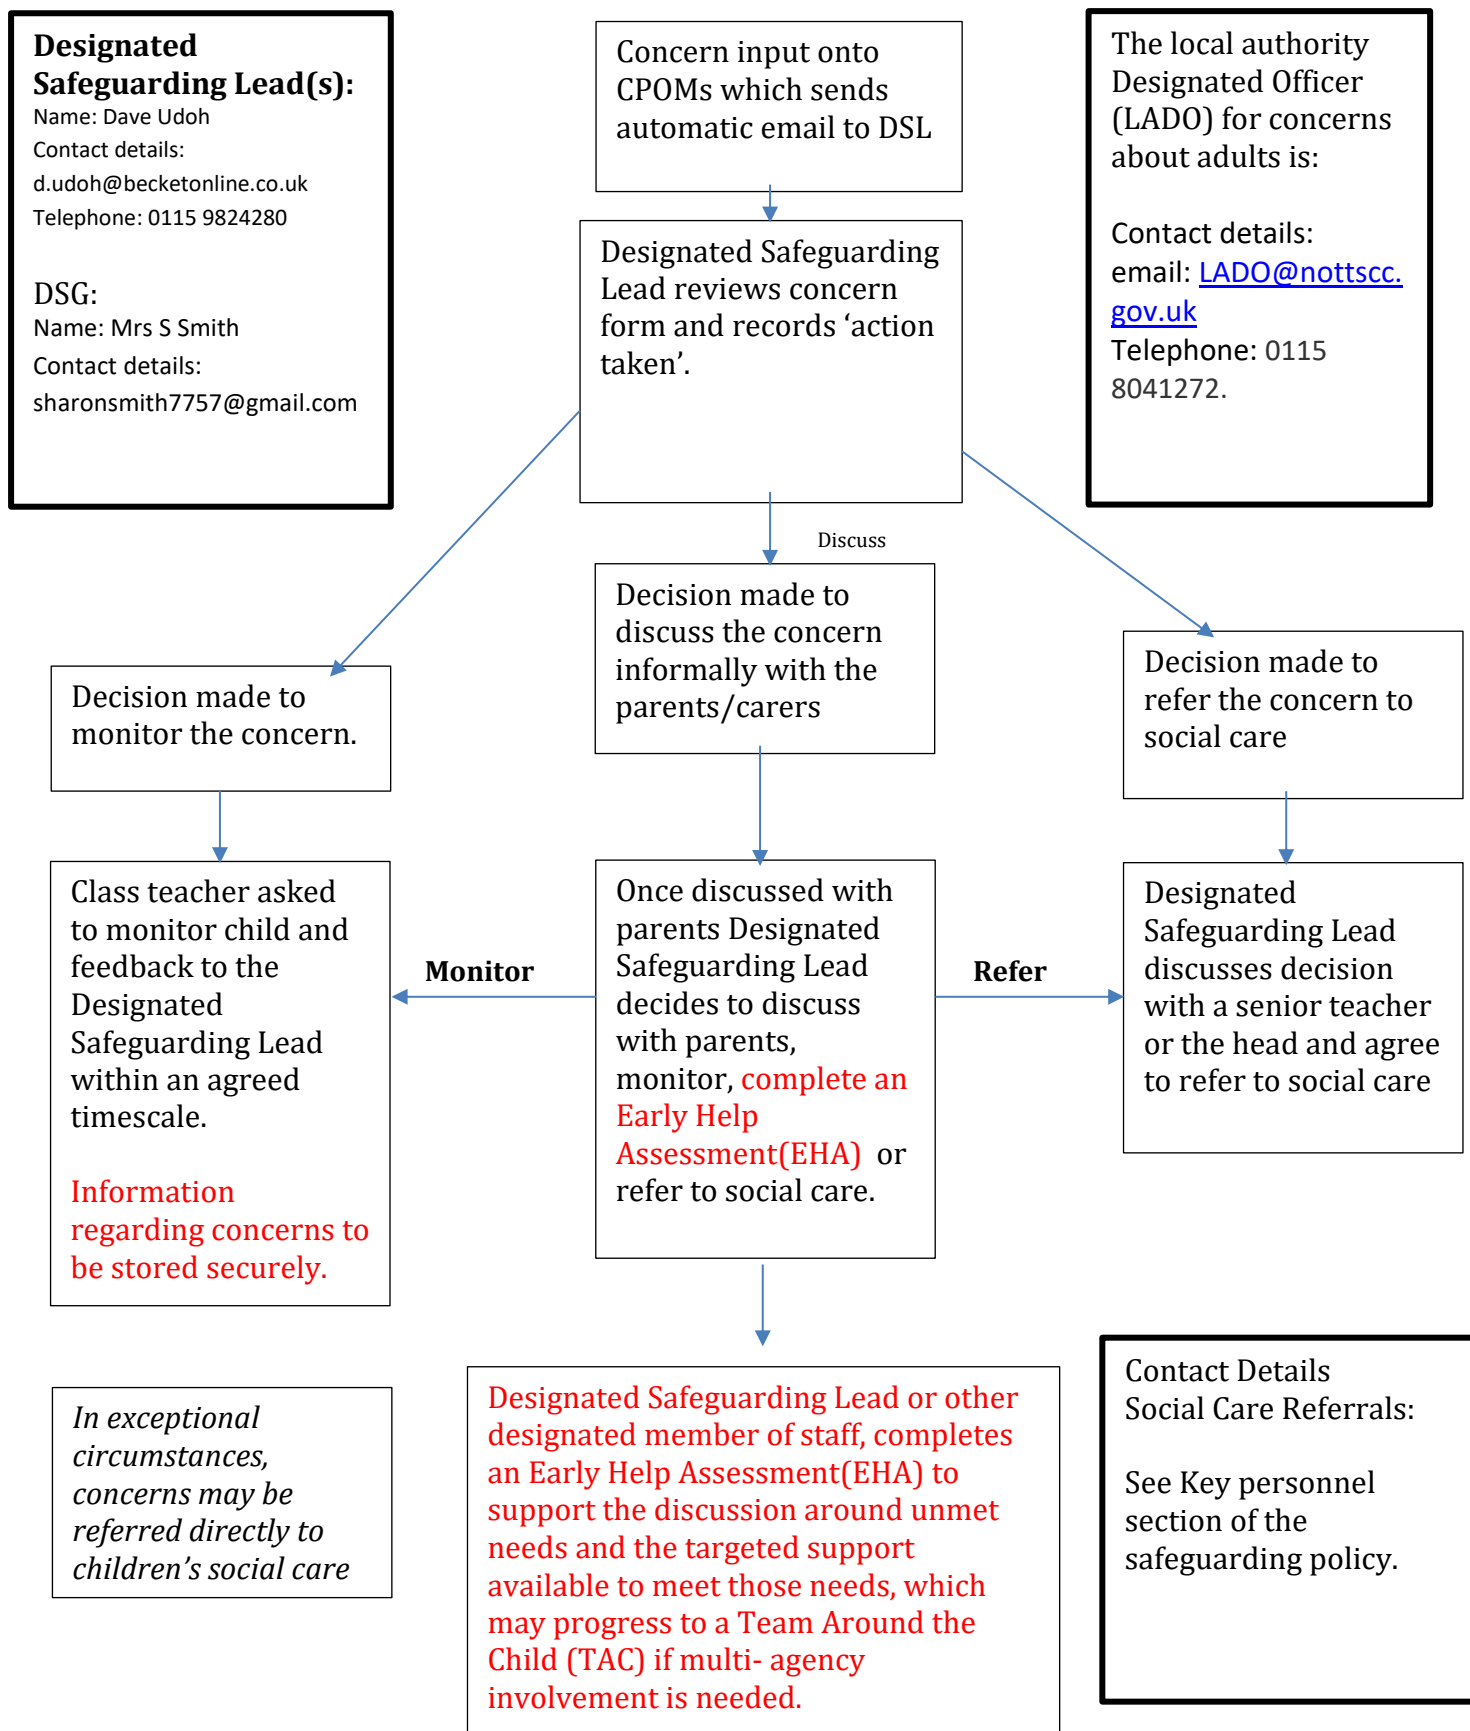 Designated
Safeguarding Lead(s):
Name: Dave Udoh
Contact details:
d.udoh@becketonline.co.uk
Telephone: 0115 9824280
DSG:
Name: Mrs S Smith
Contact details:
sharonsmith7757@gmail.com
Concern input onto
CPOMs which sends
automatic email to DSL
The local authority
Designated Officer
(LADO) for concerns
about adults is:
Contact details:
email: LADO@nottscc.
gov.uk
Telephone: 0115
8041272.
Designated Safeguarding
Lead reviews concern
form and records ‘action
taken’.
Discuss
Decision made to
monitor the concern.
Decision made to
discuss the concern
informally with the
parents/carers
Decision made to
refer the concern to
social care
Class teacher asked
to monitor child and
feedback to the
Designated
Safeguarding Lead
within an agreed
timescale.
Information
regarding concerns to
be stored securely.
Monitor
Once discussed with
parents Designated
Safeguarding Lead
decides to discuss
with parents,
monitor, complete an
Early Help
Assessment(EHA) or
refer to social care.
Refer
Designated
Safeguarding Lead
discusses decision
with a senior teacher
or the head and agree
to refer to social care
In exceptional
circumstances,
concerns may be
referred directly to
children’s social care
Designated Safeguarding Lead or other
designated member of staff, completes
an Early Help Assessment(EHA) to
support the discussion around unmet
needs and the targeted support
available to meet those needs, which
may progress to a Team Around the
Child (TAC) if multi- agency
involvement is needed.
Contact Details
Social Care Referrals:
See Key personnel
section of the
safeguarding policy.